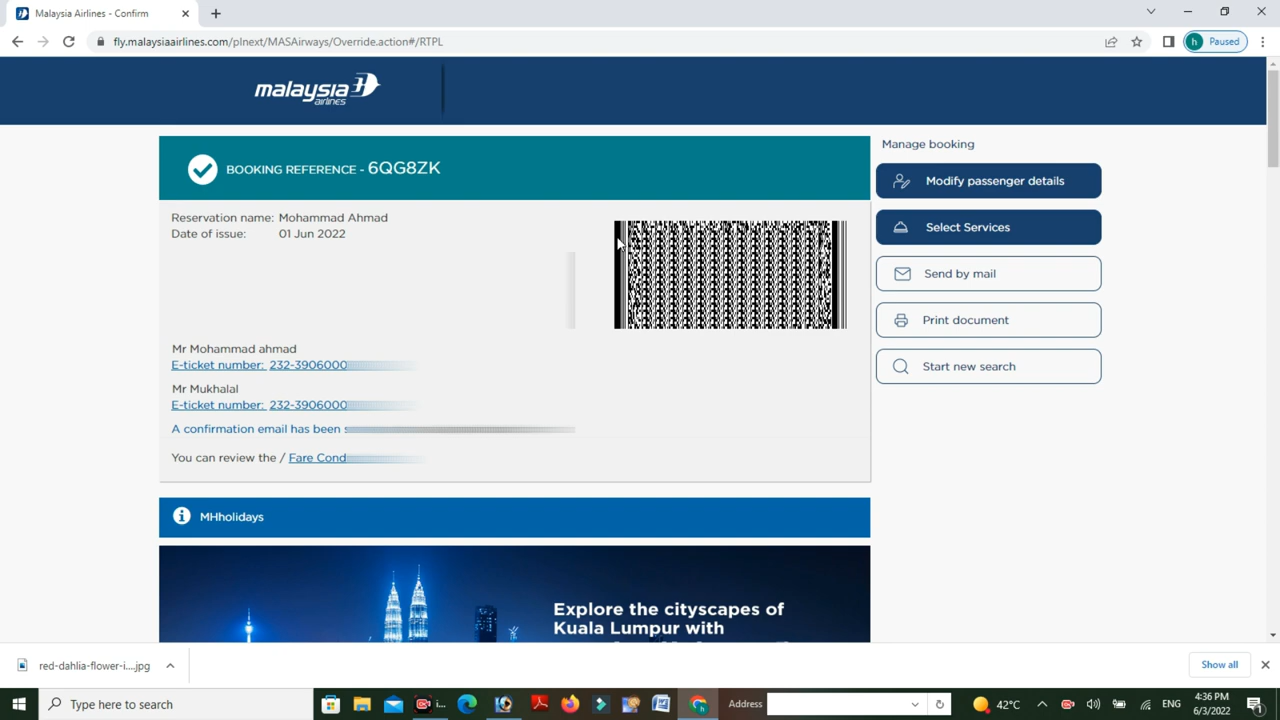 Malaysia Airlines - Confirm
fly.malaysiaairlines.com/plnext/MASAirways/Override.action#/RTPL
h Paused
malaysia
airlines
BOOKING REFERENCE - 6QG8ZK
Reservation name: Mohammad Ahmad
Date of issue: 01 Jun 2022
Mr Mohammad ahmad
E-ticket number: 232-3906000
Mr Mukhalal
E-ticket number: 232-3906000
A confirmation email has been
You can review the / Fare Cond
Manage booking
Modify passenger details
Select Services
Send by mail
Print document
Start new search
MHholidays
Explore the cityscapes of
Kuala Lumpur with
red-dahlia-flower-i....jpg
Show all
Type here to search
i...
Address
42°C
ENG
4:36 PM
6/3/2022
1